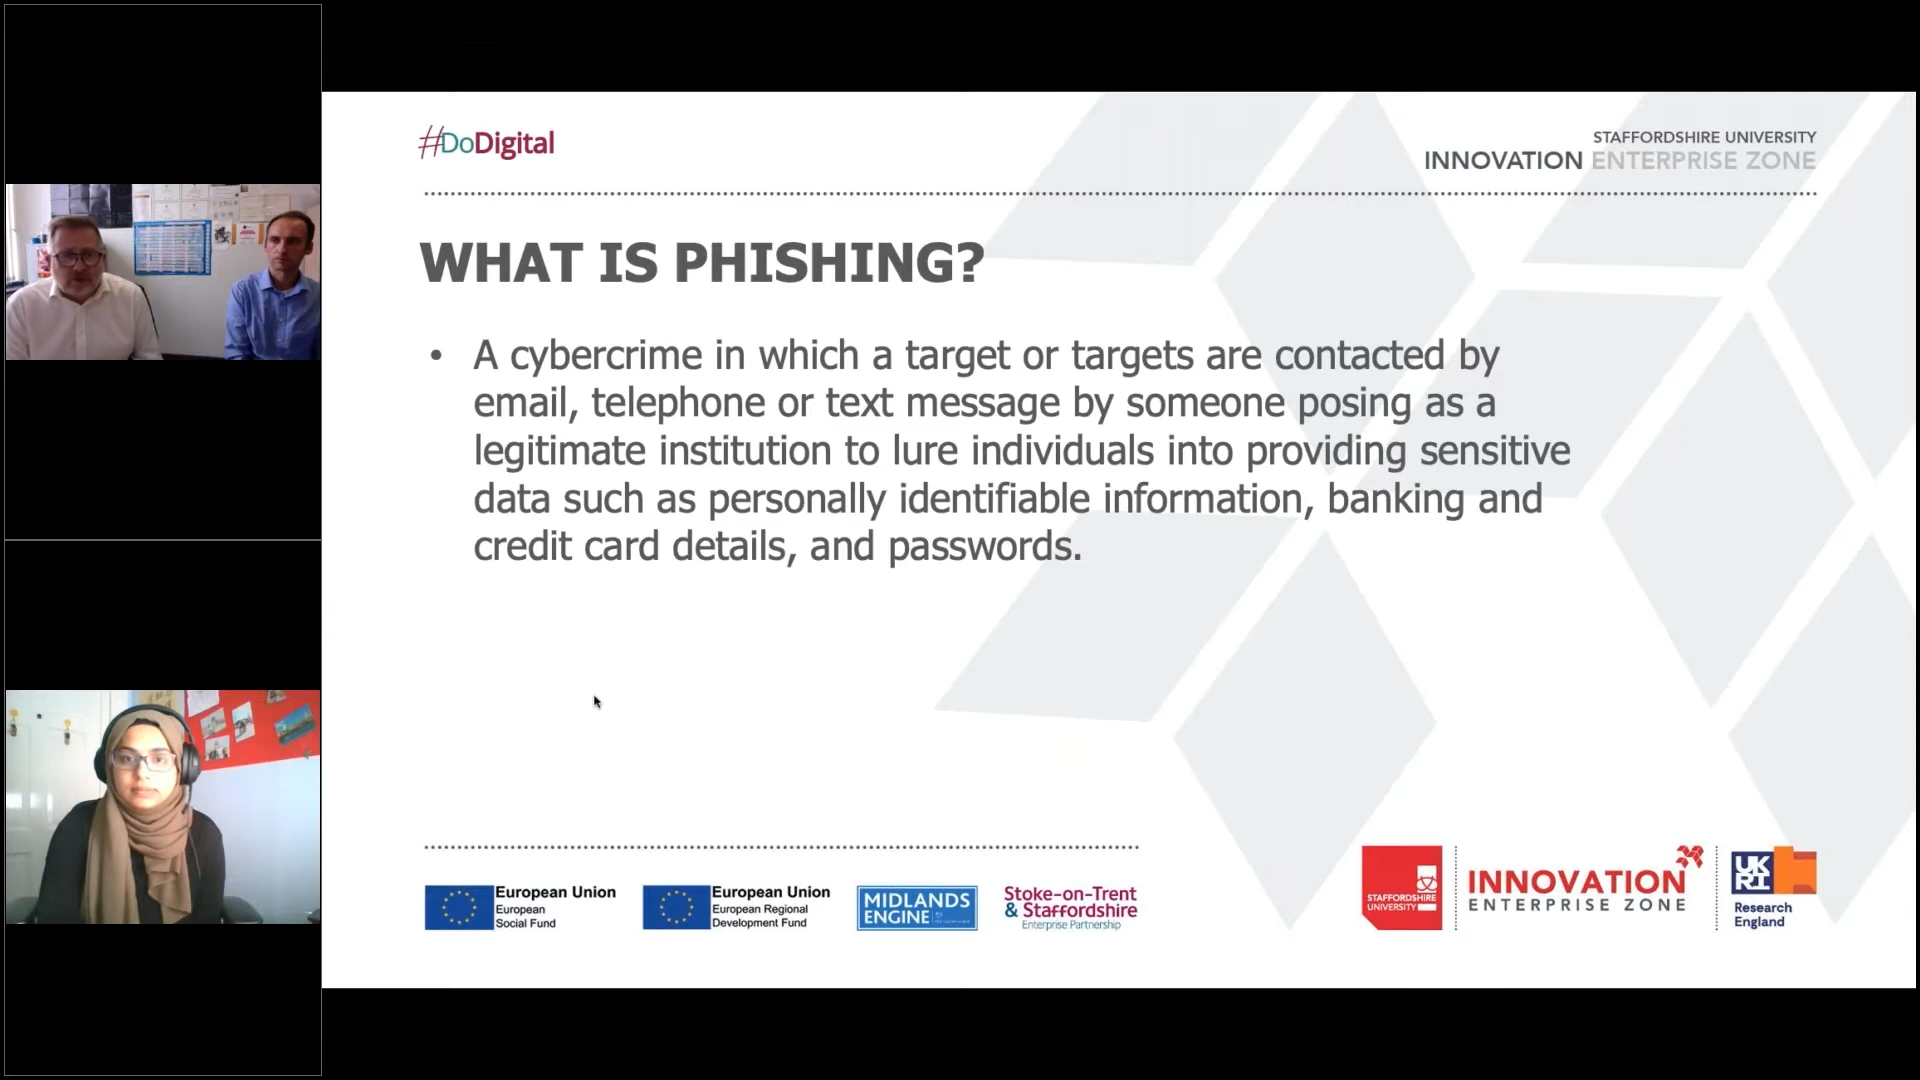 #DoDigital
STAFFORDSHIRE UNIVERSITY
INNOVATION ENTERPRISE ZONE
WHAT IS PHISHING?
• A cybercrime in which a target or targets are contacted by
email, telephone or text message by someone posing as a
legitimate institution to lure individuals into providing sensitive
data such as personally identifiable information, banking and
credit card details, and passwords.
European Union
European
Social Fund
European Union
European Regional
Development Fund
MIDLANDS
ENGINE
Stoke-on-Trent
& Staffordshire
Enterprise Partnership
STAFFORDSHIRE
UNIVERSITY
INNOVATION
ENTERPRISE ZONE
UK
RI
Research
England